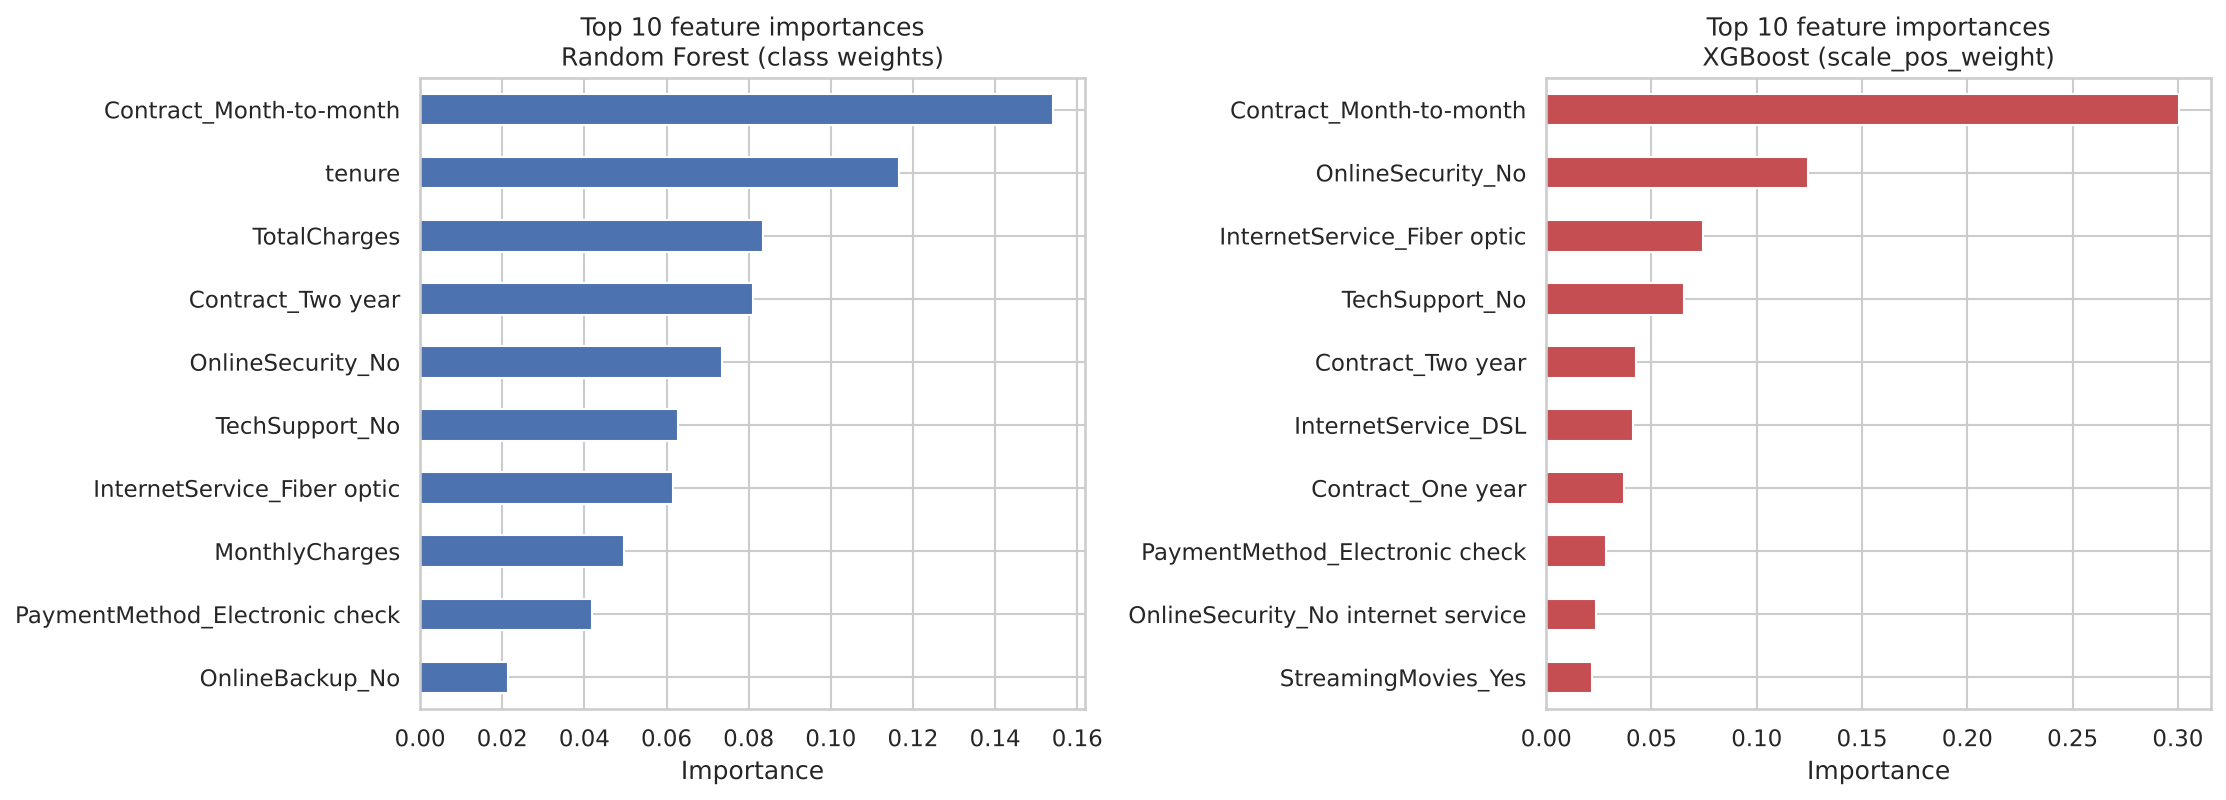 Top 10 feature importances
Random Forest (class weights)
Contract_Month-to-month
tenure
TotalCharges
Contract_Two year
OnlineSecurity_No
TechSupport_No
InternetService_Fiber optic
MonthlyCharges
PaymentMethod_Electronic check
OnlineBackup_No
0.00 0.02 0.04 0.06 0.08 0.10 0.12 0.14 0.16
Importance
Top 10 feature importances
XGBoost (scale_pos_weight)
Contract_Month-to-month
OnlineSecurity_No
InternetService_Fiber optic
TechSupport_No
Contract_Two year
InternetService_DSL
Contract_One year
PaymentMethod_Electronic check
OnlineSecurity_No internet service
StreamingMovies_Yes
0.00 0.05 0.10 0.15 0.20 0.25 0.30
Importance